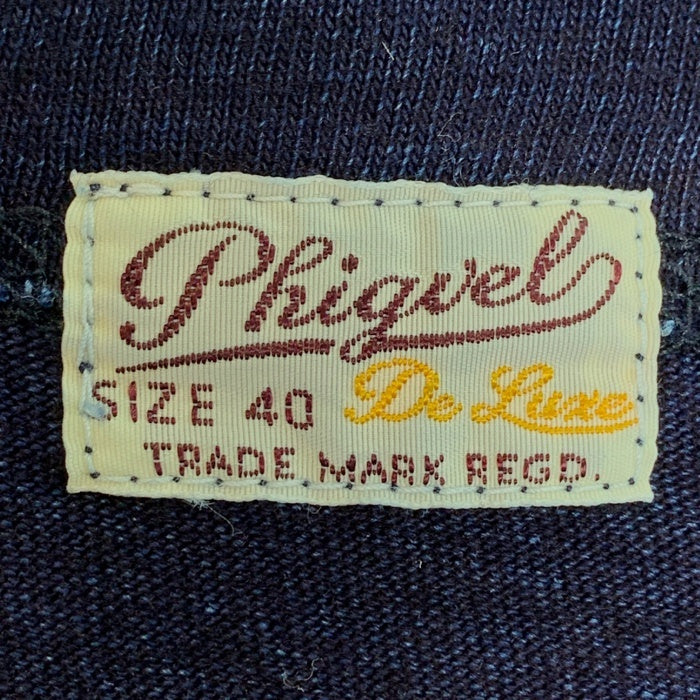 Phigvel
SIZE 40 De Luxe
TRADE MARK REGD.